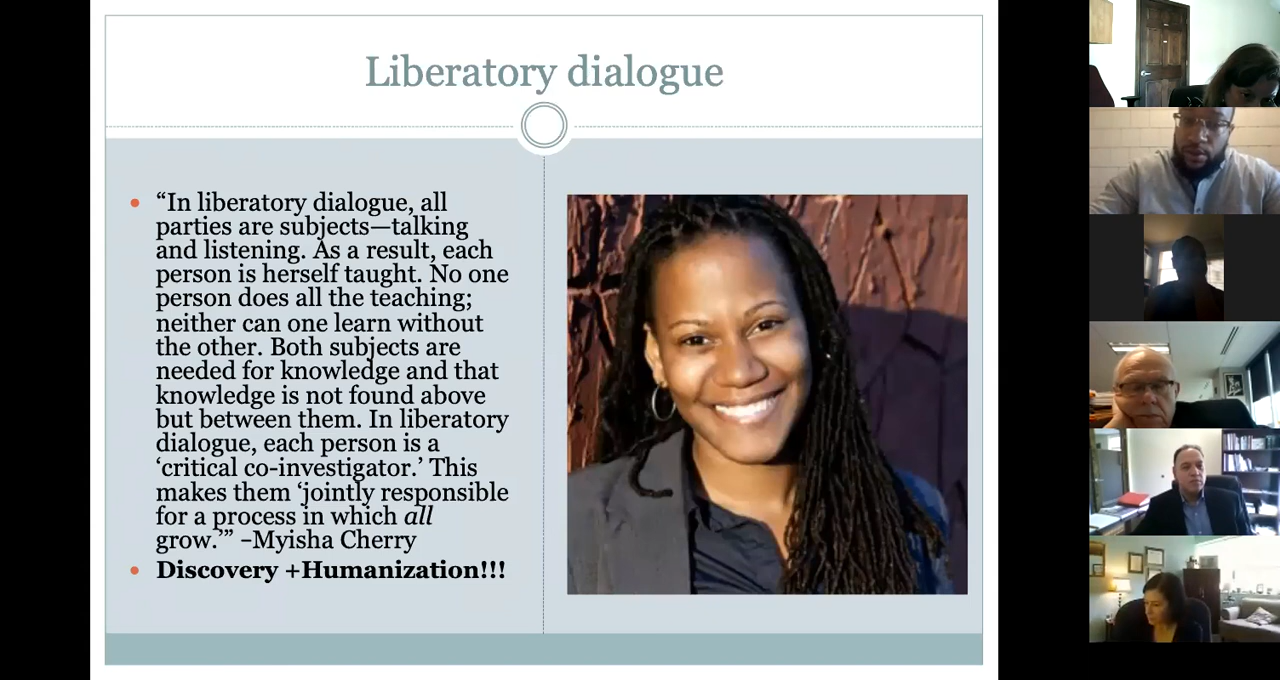 Liberatory dialogue
• “In liberatory dialogue, all
parties are subjects—talking
and listening. As a result, each
person is herself taught. No one
person does all the teaching;
neither can one learn without
the other. Both subjects are
needed for knowledge and that
knowledge is not found above
but between them. In liberatory
dialogue, each person is a
‘critical co-investigator.’ This
makes them ‘jointly responsible
for a process in which all
grow.’” –Myisha Cherry
• Discovery +Humanization!!!